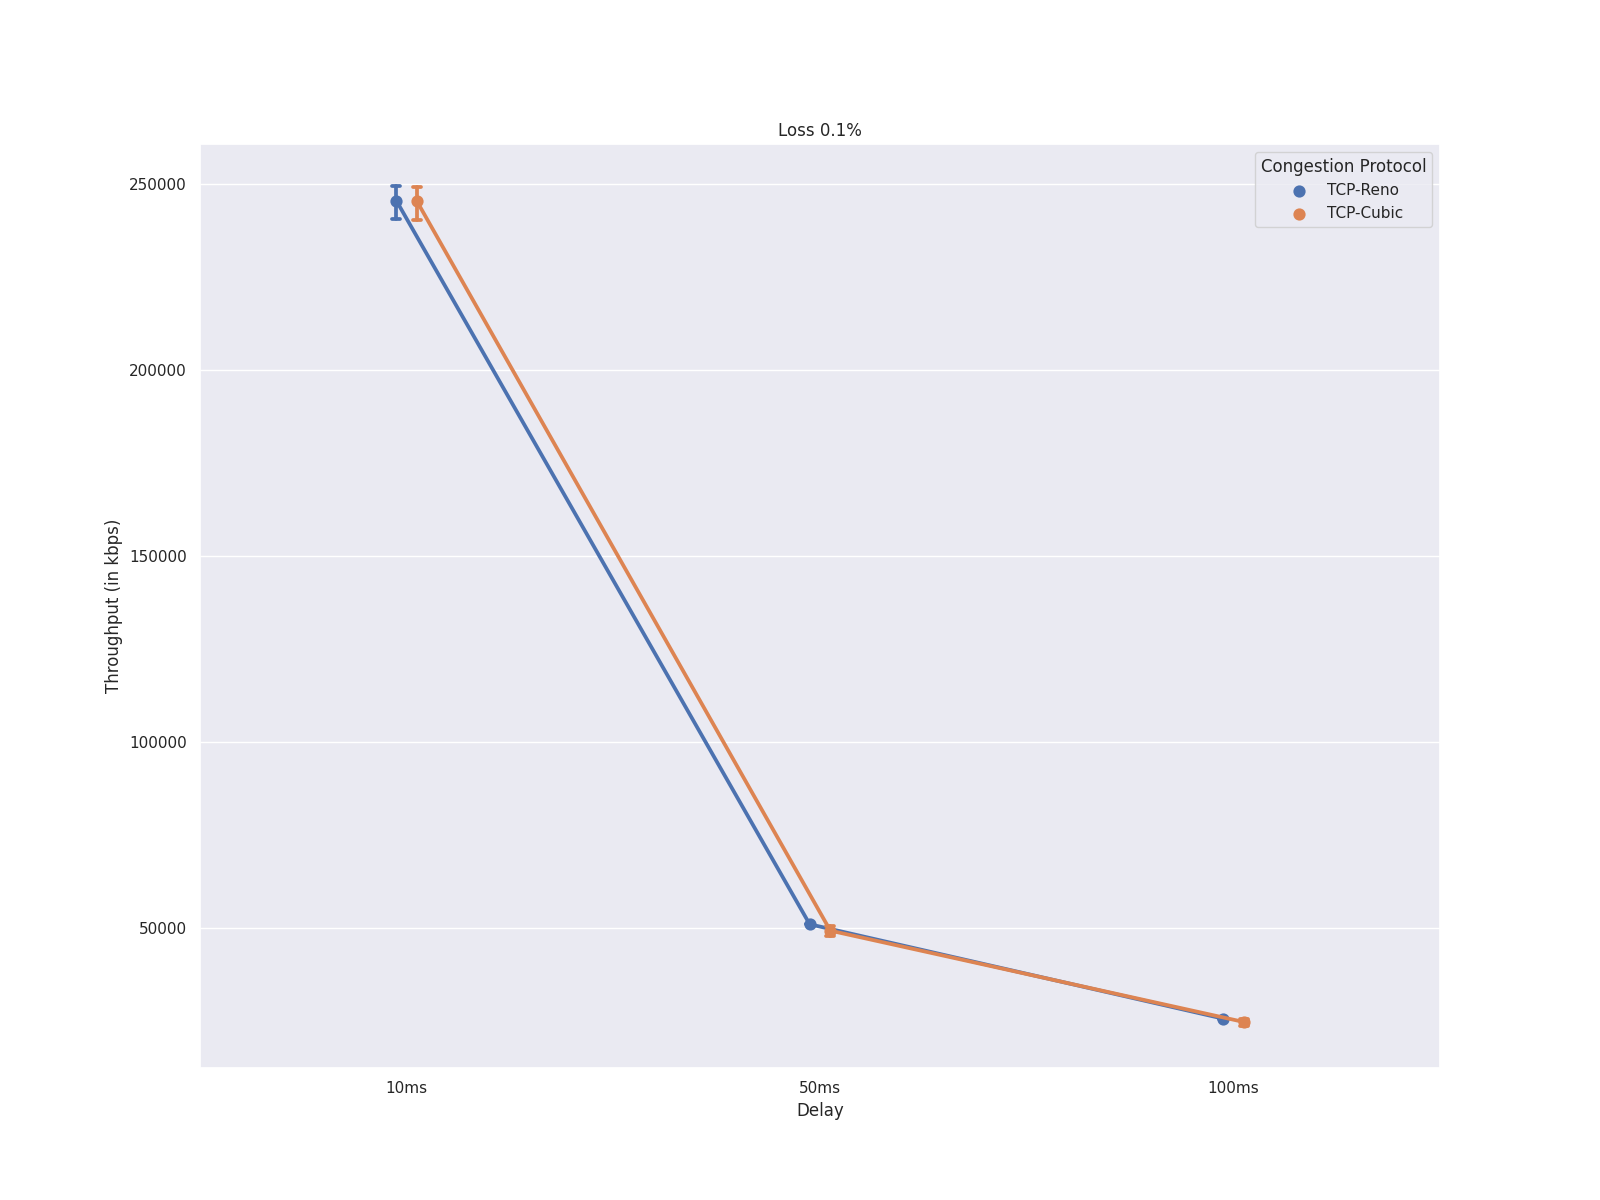 Loss 0.1%
Congestion Protocol
TCP-Reno
TCP-Cubic
250000
200000
150000
100000
50000
Throughput (in kbps)
10ms
50ms
100ms
Delay